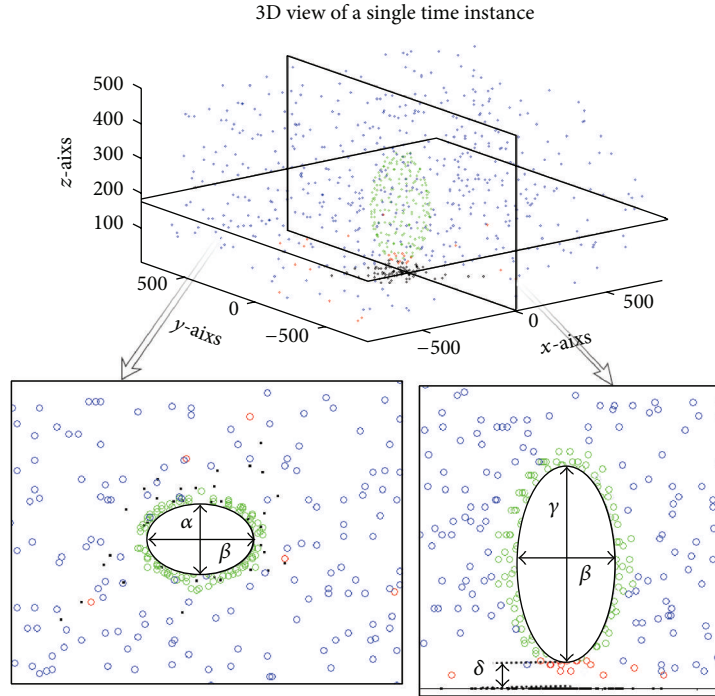 3D view of a single time instance
500
400
300
200
100
z-aixs
500
0
−500
y-aixs
−500
0
500
x-aixs
α
β
γ
β
δ